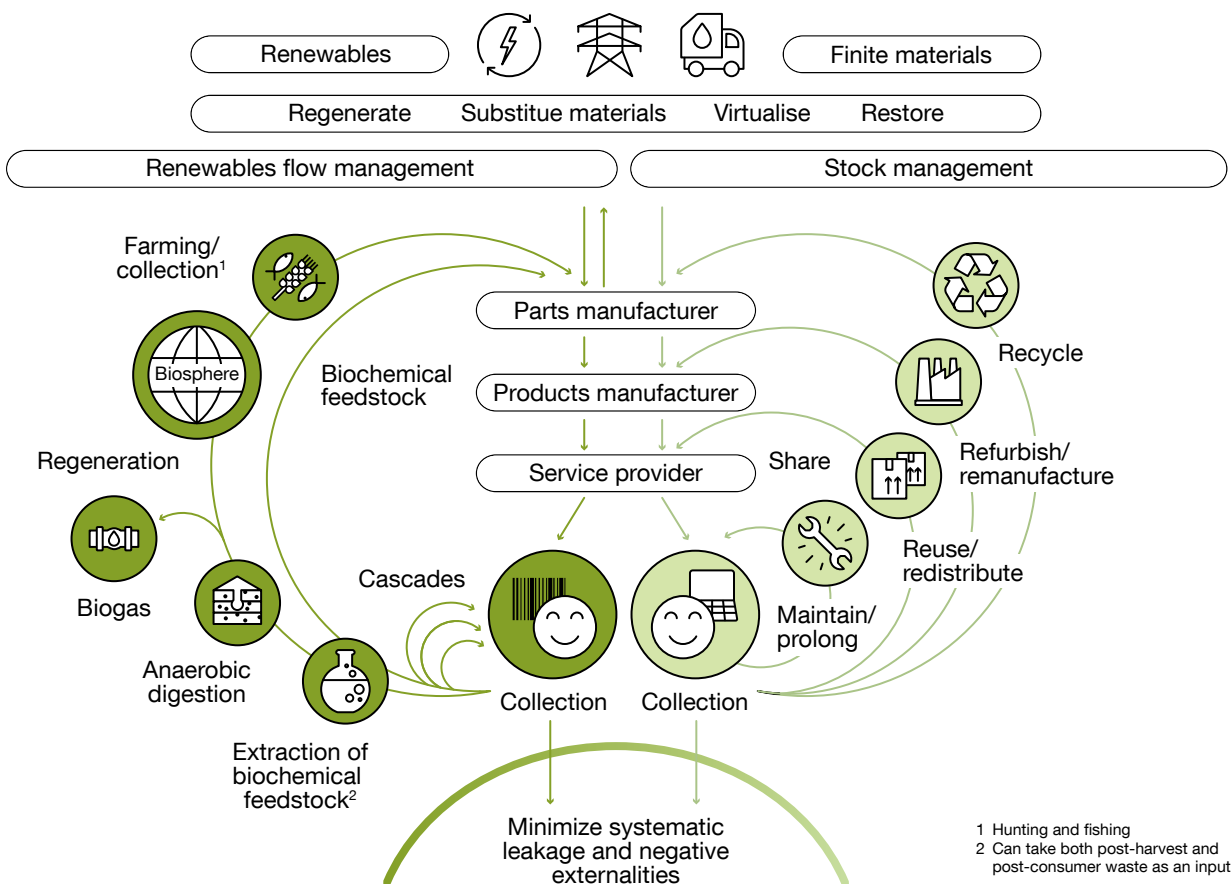 Renewables
Finite materials
Regenerate Substitue materials Virtualise Restore
Renewables flow management
Stock management
Farming/
collection1
Parts manufacturer
Recycle
Biosphere
Biochemical
feedstock
Products manufacturer
Regeneration
Service provider
Share
Refurbish/
remanufacture
Biogas
Cascades
Reuse/
redistribute
Maintain/
prolong
Anaerobic
digestion
Collection
Collection
Extraction of
biochemical
feedstock2
Minimize systematic
leakage and negative
externalities
1 Hunting and fishing
2 Can take both post-harvest and
post-consumer waste as an input